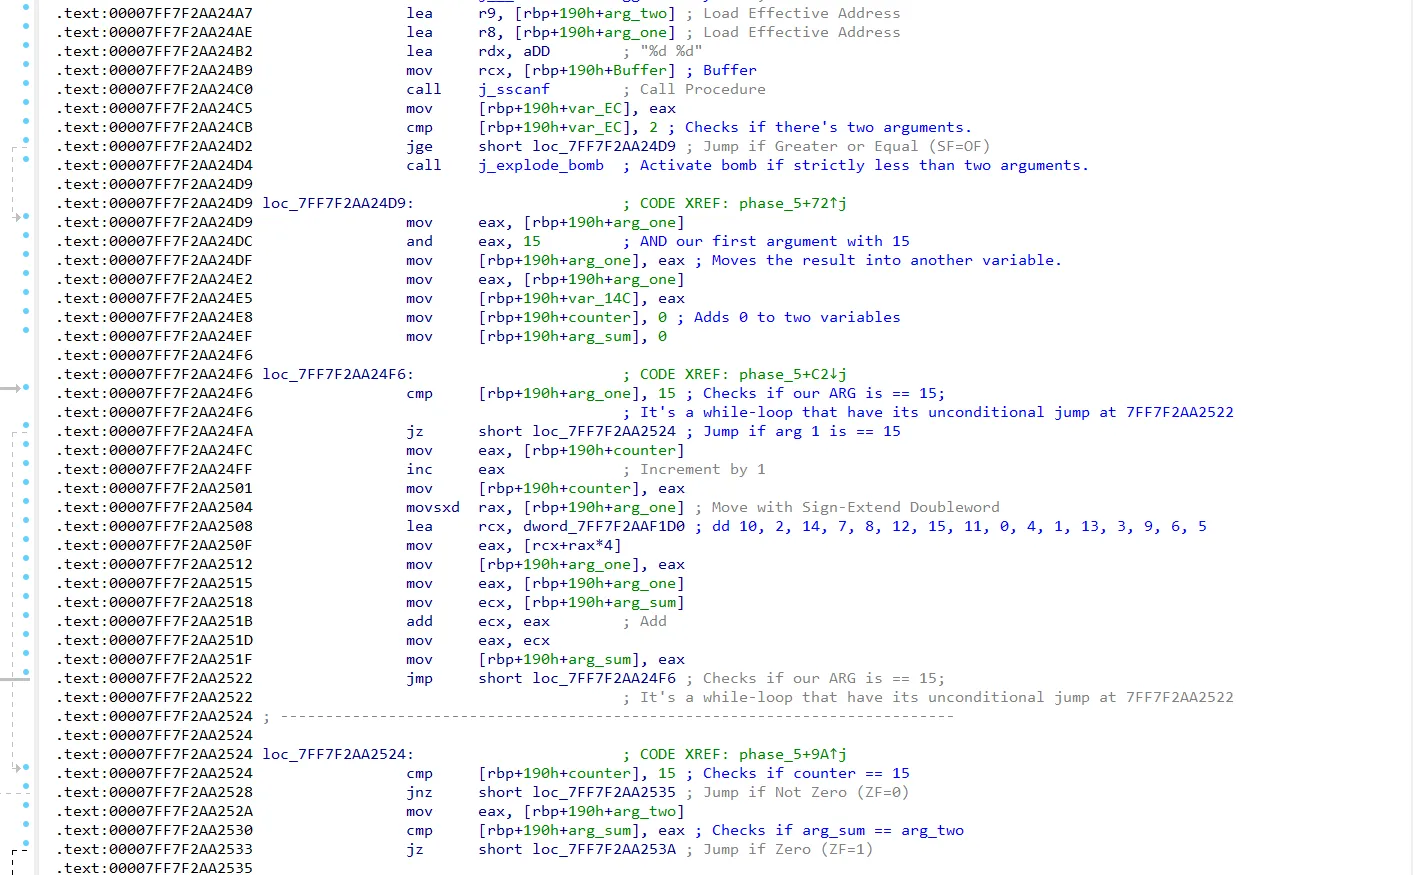 .text:00007FF7F2AA24A7 lea r9, [rbp+190h+arg_two] ; Load Effective Address
.text:00007FF7F2AA24AE lea r8, [rbp+190h+arg_one] ; Load Effective Address
.text:00007FF7F2AA24B2 lea rdx, aDD ; "%d %d"
.text:00007FF7F2AA24B9 mov rcx, [rbp+190h+Buffer] ; Buffer
.text:00007FF7F2AA24C0 call j_sscanf ; Call Procedure
.text:00007FF7F2AA24C5 mov [rbp+190h+var_EC], eax
.text:00007FF7F2AA24CB cmp [rbp+190h+var_EC], 2 ; Checks if there's two arguments.
.text:00007FF7F2AA24D2 jge short loc_7FF7F2AA24D9 ; Jump if Greater or Equal (SF=OF)
.text:00007FF7F2AA24D4 call j_explode_bomb ; Activate bomb if strictly less than two arguments.
.text:00007FF7F2AA24D9
.text:00007FF7F2AA24D9 loc_7FF7F2AA24D9: ; CODE XREF: phase_5+72↑j
.text:00007FF7F2AA24D9 mov eax, [rbp+190h+arg_one]
.text:00007FF7F2AA24DC and eax, 15 ; AND our first argument with 15
.text:00007FF7F2AA24DF mov [rbp+190h+arg_one], eax ; Moves the result into another variable.
.text:00007FF7F2AA24E2 mov eax, [rbp+190h+arg_one]
.text:00007FF7F2AA24E5 mov [rbp+190h+var_14C], eax
.text:00007FF7F2AA24E8 mov [rbp+190h+counter], 0 ; Adds 0 to two variables
.text:00007FF7F2AA24EF mov [rbp+190h+arg_sum], 0
.text:00007FF7F2AA24F6
.text:00007FF7F2AA24F6 loc_7FF7F2AA24F6: ; CODE XREF: phase_5+C2↓j
.text:00007FF7F2AA24F6 cmp [rbp+190h+arg_one], 15 ; Checks if our ARG is == 15;
.text:00007FF7F2AA24F6 ; It's a while-loop that have its unconditional jump at 7FF7F2AA2522
.text:00007FF7F2AA24FA jz short loc_7FF7F2AA2524 ; Jump if arg 1 is == 15
.text:00007FF7F2AA24FC mov eax, [rbp+190h+counter]
.text:00007FF7F2AA24FF inc eax ; Increment by 1
.text:00007FF7F2AA2501 mov [rbp+190h+counter], eax
.text:00007FF7F2AA2504 movsxd rax, [rbp+190h+arg_one] ; Move with Sign-Extend Doubleword
.text:00007FF7F2AA2508 lea rcx, dword_7FF7F2AAF1D0 ; dd 10, 2, 14, 7, 8, 12, 15, 11, 0, 4, 1, 13, 3, 9, 6, 5
.text:00007FF7F2AA250F mov eax, [rcx+rax*4]
.text:00007FF7F2AA2512 mov [rbp+190h+arg_one], eax
.text:00007FF7F2AA2515 mov eax, [rbp+190h+arg_one]
.text:00007FF7F2AA2518 mov ecx, [rbp+190h+arg_sum]
.text:00007FF7F2AA251B add ecx, eax ; Add
.text:00007FF7F2AA251D mov eax, ecx
.text:00007FF7F2AA251F mov [rbp+190h+arg_sum], eax
.text:00007FF7F2AA2522 jmp short loc_7FF7F2AA24F6 ; Checks if our ARG is == 15;
.text:00007FF7F2AA2522 ; It's a while-loop that have its unconditional jump at 7FF7F2AA2522
.text:00007FF7F2AA2524 ; ---------------------------------------------------------------------------
.text:00007FF7F2AA2524
.text:00007FF7F2AA2524 loc_7FF7F2AA2524: ; CODE XREF: phase_5+9A↑j
.text:00007FF7F2AA2524 cmp [rbp+190h+counter], 15 ; Checks if counter == 15
.text:00007FF7F2AA2528 jnz short loc_7FF7F2AA2535 ; Jump if Not Zero (ZF=0)
.text:00007FF7F2AA252A mov eax, [rbp+190h+arg_two]
.text:00007FF7F2AA2530 cmp [rbp+190h+arg_sum], eax ; Checks if arg_sum == arg_two
.text:00007FF7F2AA2533 jz short loc_7FF7F2AA253A ; Jump if Zero (ZF=1)
.text:00007FF7F2AA2535